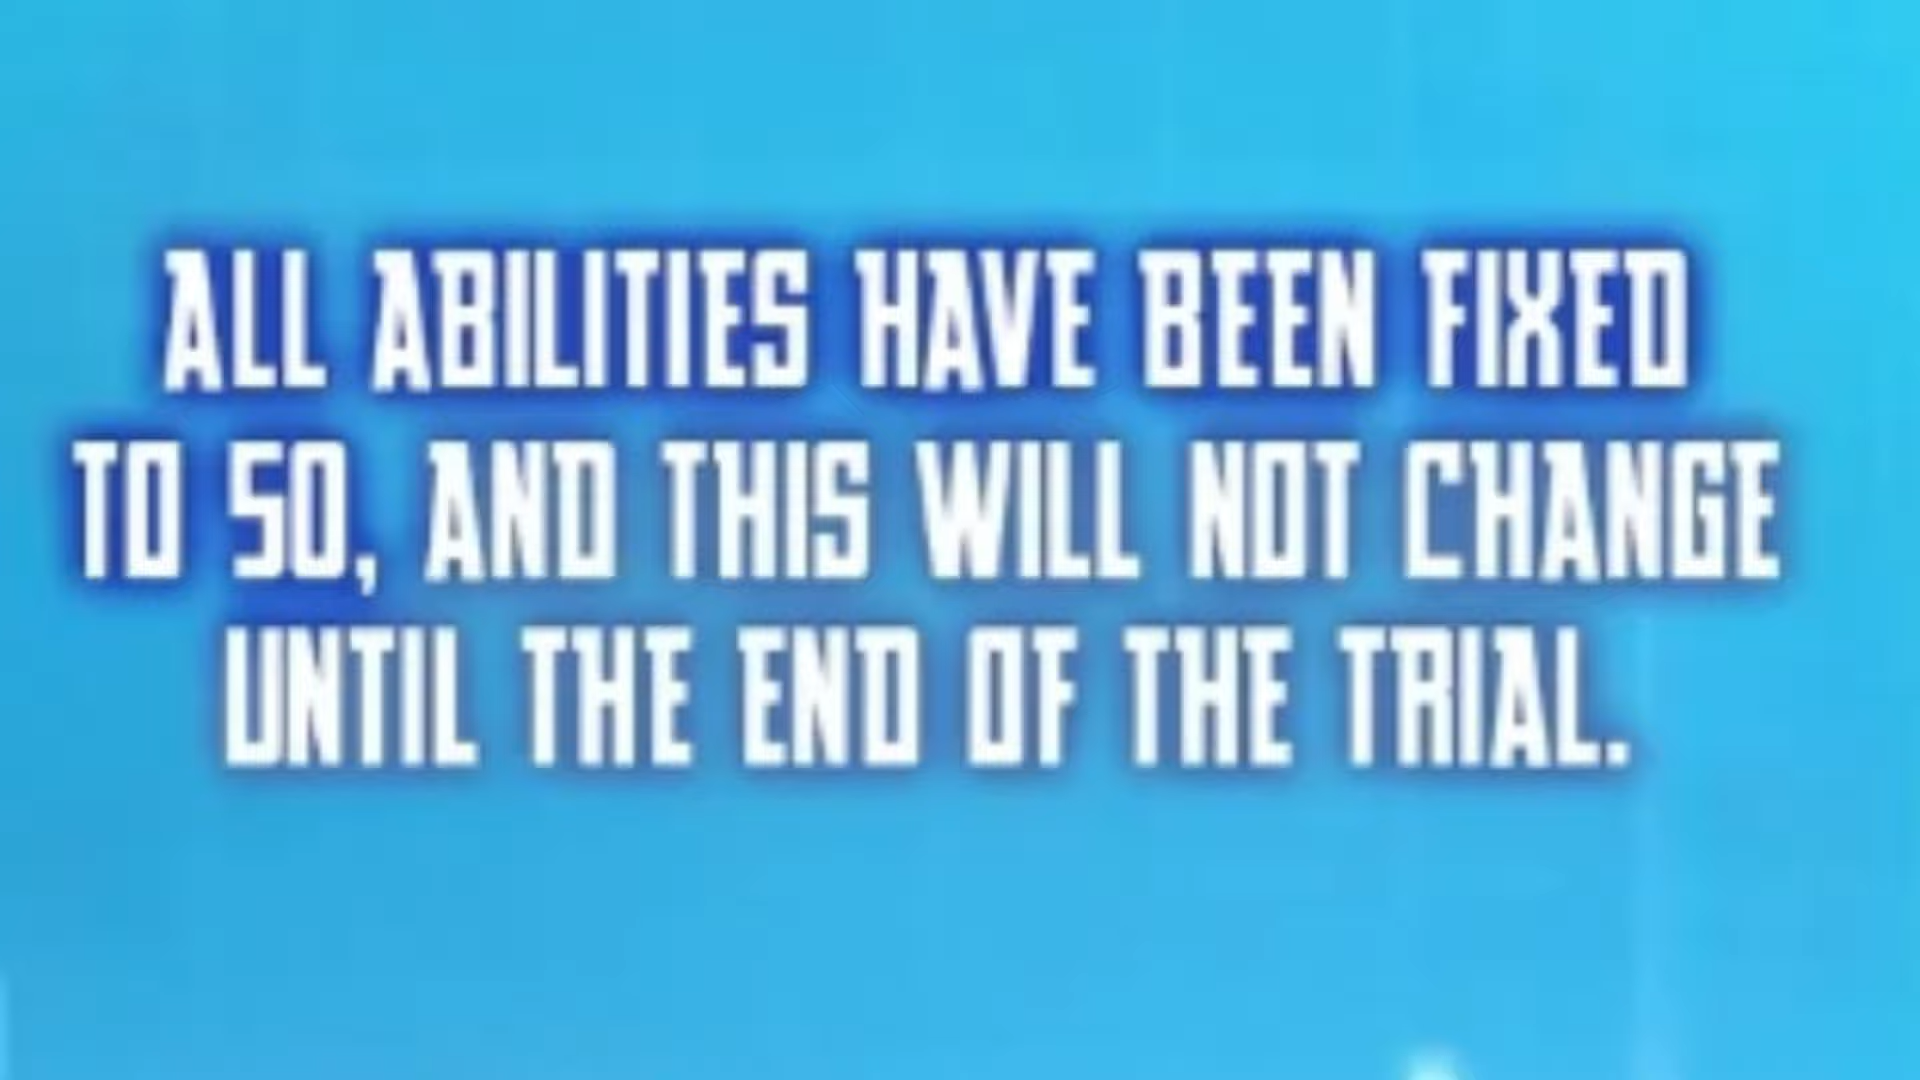 ALL ABILITIES HAVE BEEN FIXED
TO 50, AND THIS WILL NOT CHANGE
UNTIL THE END OF THE TRIAL.